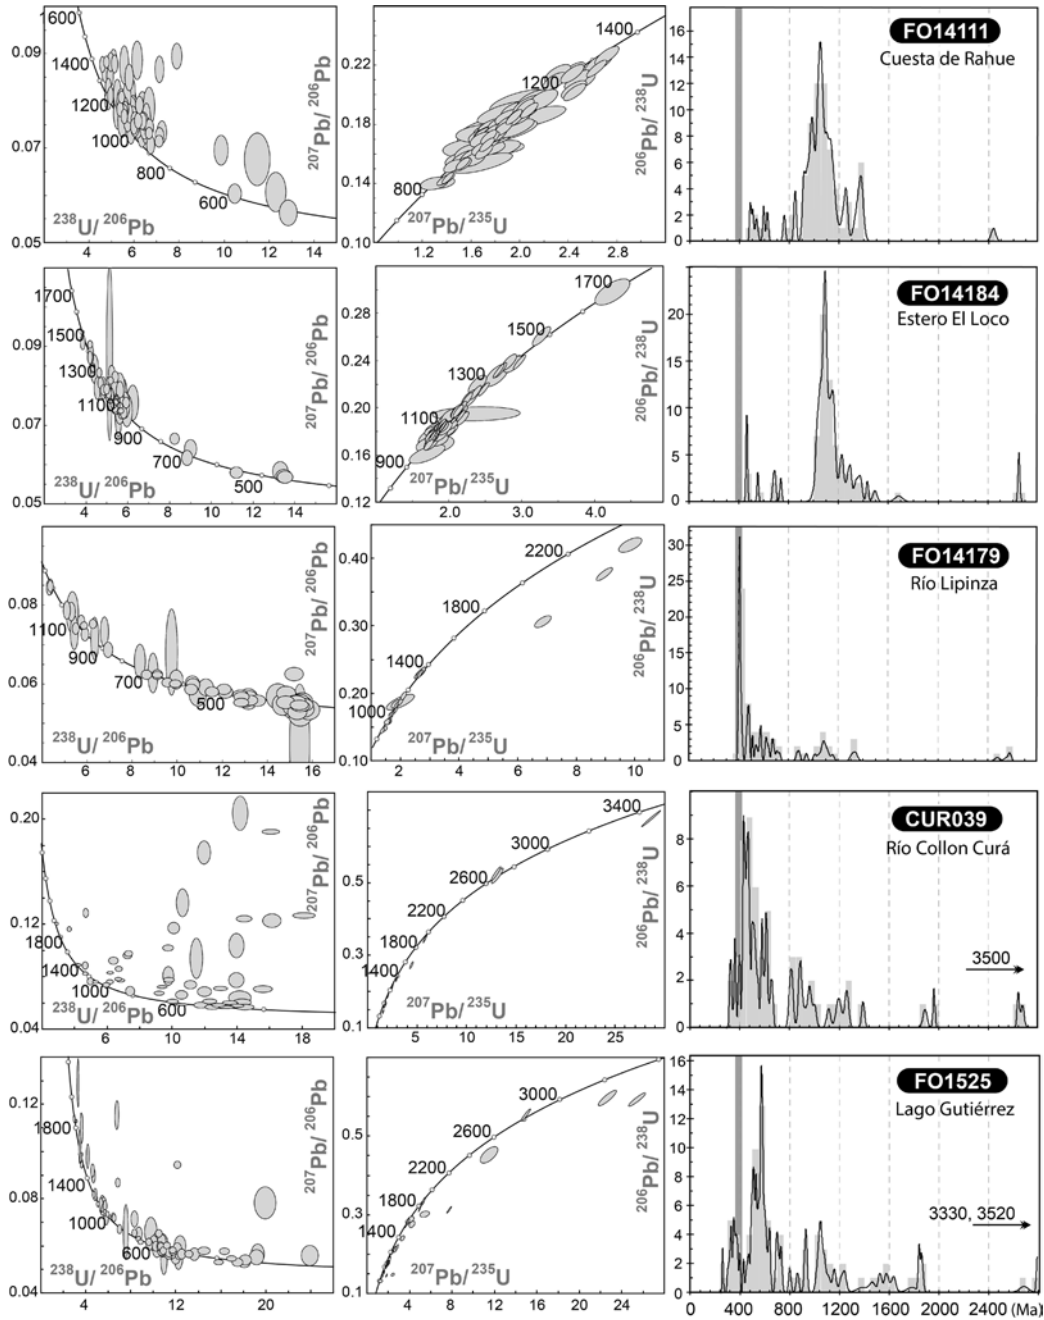 600
1400
1200
1000
800
600
0.09
0.07
0.05
²⁰⁷Pb/ ²⁰⁶Pb
²³⁸U/ ²⁰⁶Pb
4 6 8 10 12 14
1400
1200
800
0.22
0.18
0.14
0.10
²⁰⁶Pb/ ²³⁸U
²⁰⁷Pb/ ²³⁵U
1.2 1.6 2.0 2.4 2.8
FO14111
Cuesta de Rahue
16
14
12
10
8
6
4
2
0
1700
1500
1300
1100
900
700
500
0.11
0.09
0.07
0.05
²⁰⁷Pb/ ²⁰⁶Pb
²³⁸U/ ²⁰⁶Pb
4 6 8 10 12 14
1700
1500
1300
1100
900
0.28
0.24
0.20
0.16
0.12
²⁰⁶Pb/ ²³⁸U
²⁰⁷Pb/ ²³⁵U
2.0 3.0 4.0
FO14184
Estero El Loco
20
15
10
5
0
1100
900
700
500
0.08
0.06
0.04
²⁰⁷Pb/ ²⁰⁶Pb
²³⁸U/ ²⁰⁶Pb
6 8 10 12 14 16
2200
1800
1400
1000
0.40
0.30
0.20
0.10
²⁰⁶Pb/ ²³⁸U
²⁰⁷Pb/ ²³⁵U
2 4 6 8 10
FO14179
Río Lipinza
30
25
20
15
10
5
0
1800
1400
1000
600
0.20
0.12
0.04
²⁰⁷Pb/ ²⁰⁶Pb
²³⁸U/ ²⁰⁶Pb
6 10 14 18
3400
3000
2600
2200
1800
1400
0.5
0.3
0.1
²⁰⁶Pb/ ²³⁸U
²⁰⁷Pb/ ²³⁵U
5 10 15 20 25
CUR039
Río Collon Curá
3500
8
6
4
2
0
1800
1400
1000
600
0.12
0.08
0.04
²⁰⁷Pb/ ²⁰⁶Pb
²³⁸U/ ²⁰⁶Pb
4 8 12 16 20
3000
2600
2200
1800
1400
0.5
0.3
0.1
²⁰⁶Pb/ ²³⁸U
²⁰⁷Pb/ ²³⁵U
4 8 12 16 20 24 28
FO1525
Lago Gutiérrez
3330, 3520
16
14
12
10
8
6
4
2
0
0 400 800 1200 2000 2400 (Ma)